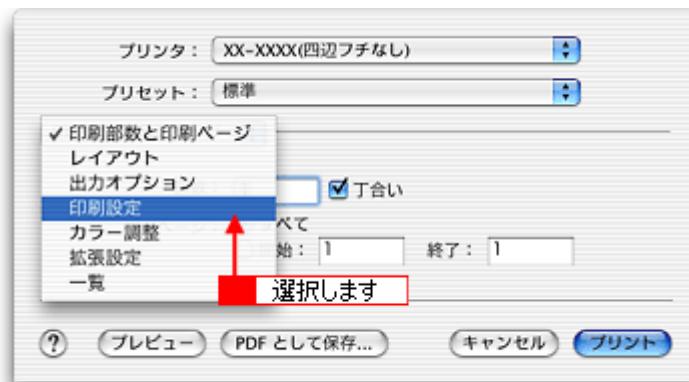 プリンタ： XX-XXXX(四辺フチなし)
プリセット： 標準
✓ 印刷部数と印刷ページ
レイアウト
出力オプション
丁合い
印刷設定
べて
カラー調整
始： 1 終了： 1
拡張設定
一覧
選択します
? プレビュー PDF として保存... キャンセル プリント